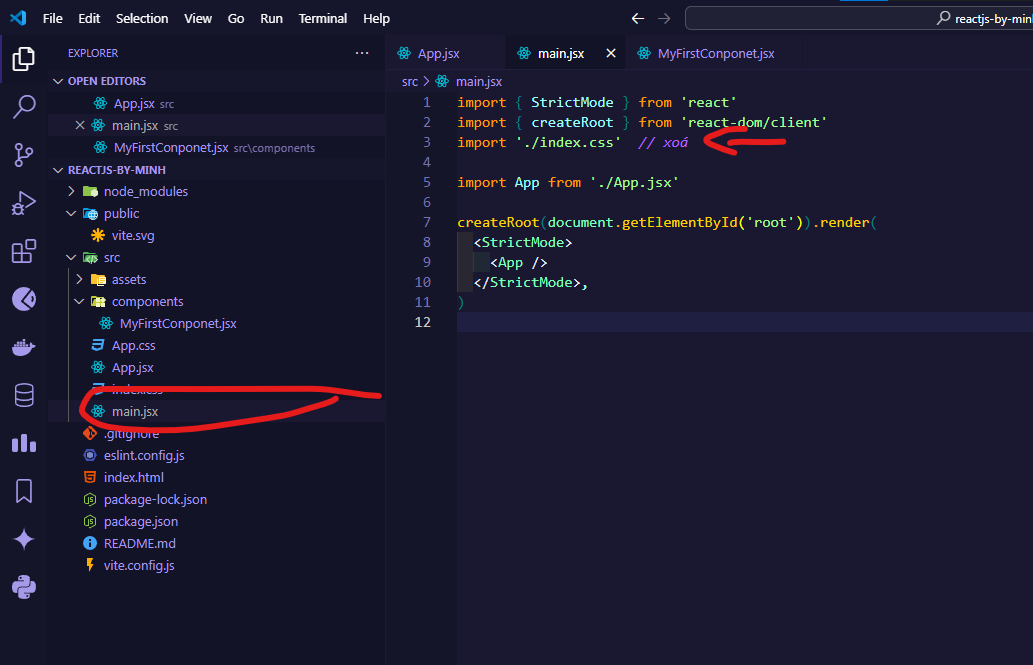 File Edit Selection View Go Run Terminal Help
reactjs-by-min
EXPLORER
App.jsx
main.jsx
MyFirstConponet.jsx
OPEN EDITORS
App.jsx src
main.jsx src
MyFirstConponet.jsx src\components
REACTJS-BY-MINH
node_modules
public
vite.svg
src
assets
components
MyFirstConponet.jsx
App.css
App.jsx
index.css
main.jsx
.gitignore
eslint.config.js
index.html
package-lock.json
package.json
README.md
vite.config.js
src > main.jsx
1 import { StrictMode } from 'react'
2 import { createRoot } from 'react-dom/client'
3 import './index.css' // xoá
4
5 import App from './App.jsx'
6
7 createRoot(document.getElementById('root')).render(
8 <StrictMode>
9 <App />
10 </StrictMode>,
11 )
12